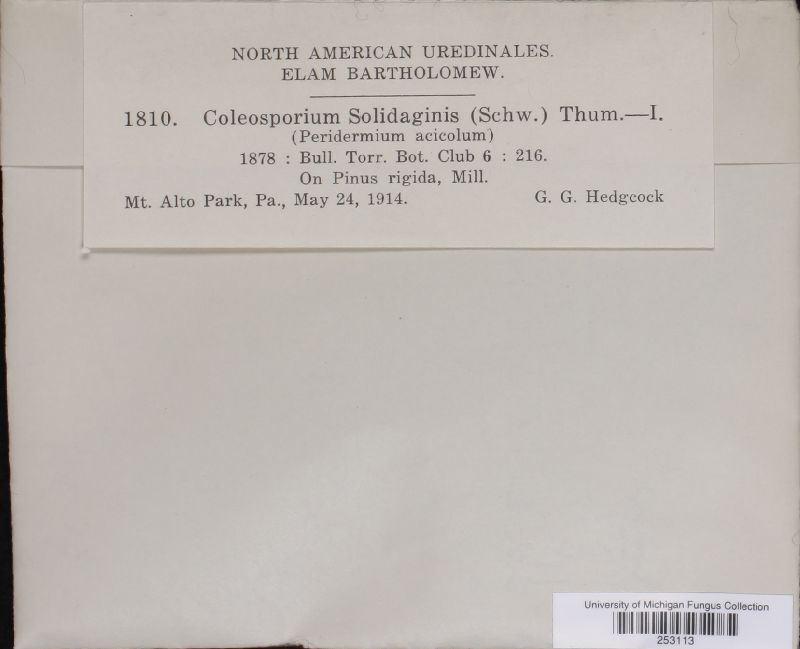 NORTH AMERICAN UREDINALES.
ELAM BARTHOLOMEW.
1810. Coleosporium Solidaginis (Schw.) Thum.—I.
(Peridermium acicolum)
1878 : Bull. Torr. Bot. Club 6 : 216.
On Pinus rigida, Mill.
Mt. Alto Park, Pa., May 24, 1914. G. G. Hedgcock
University of Michigan Fungus Collection
253113